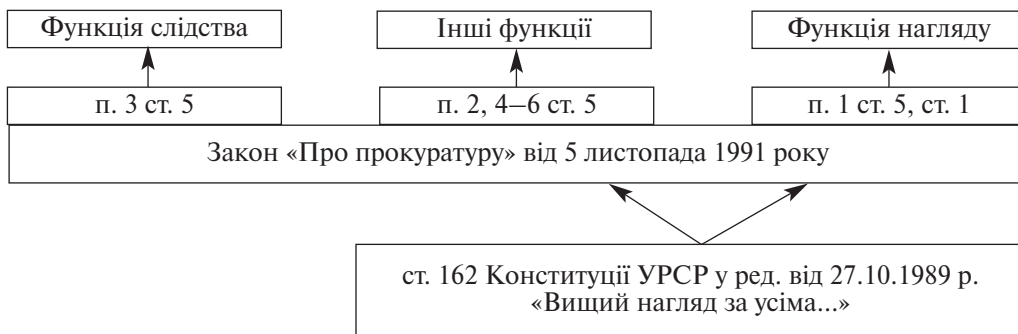 Функція слідства
Інші функції
Функція нагляду
п. 3 ст. 5
п. 2, 4–6 ст. 5
п. 1 ст. 5, ст. 1
Закон «Про прокуратуру» від 5 листопада 1991 року
ст. 162 Конституції УРСР у ред. від 27.10.1989 р.
«Вищий нагляд за усіма...»